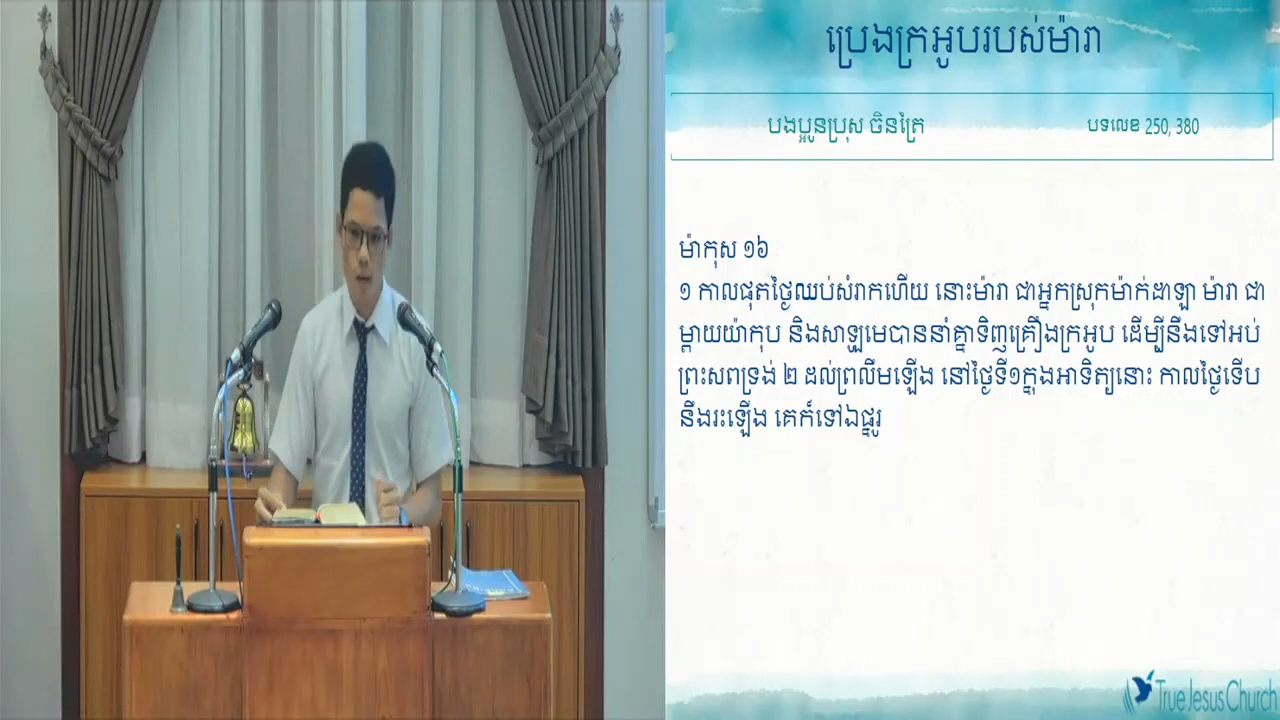 ប្រេងក្រអូបរបស់ម៉ារា
បងប្អូនប្រុស ចិនត្រៃ
បទលេខ 250, 380
ម៉ាកុស ១៦
១ កាលផុតថ្ងៃឈប់សំរាកហើយ នោះម៉ារា ជាអ្នកស្រុកម៉ាក់ដាឡា ម៉ារា ជា
ម្តាយយ៉ាកុប និងសាឡូមេបាននាំគ្នាទិញគ្រឿងក្រអូប ដើម្បីនឹងទៅអប់
ព្រះសពទ្រង់ ២ ដល់ព្រលឹមឡើង នៅថ្ងៃទី១ក្នុងអាទិត្យនោះ កាលថ្ងៃទើប
នឹងរះឡើង គេក៏ទៅឯផ្នូរ
True Jesus Church